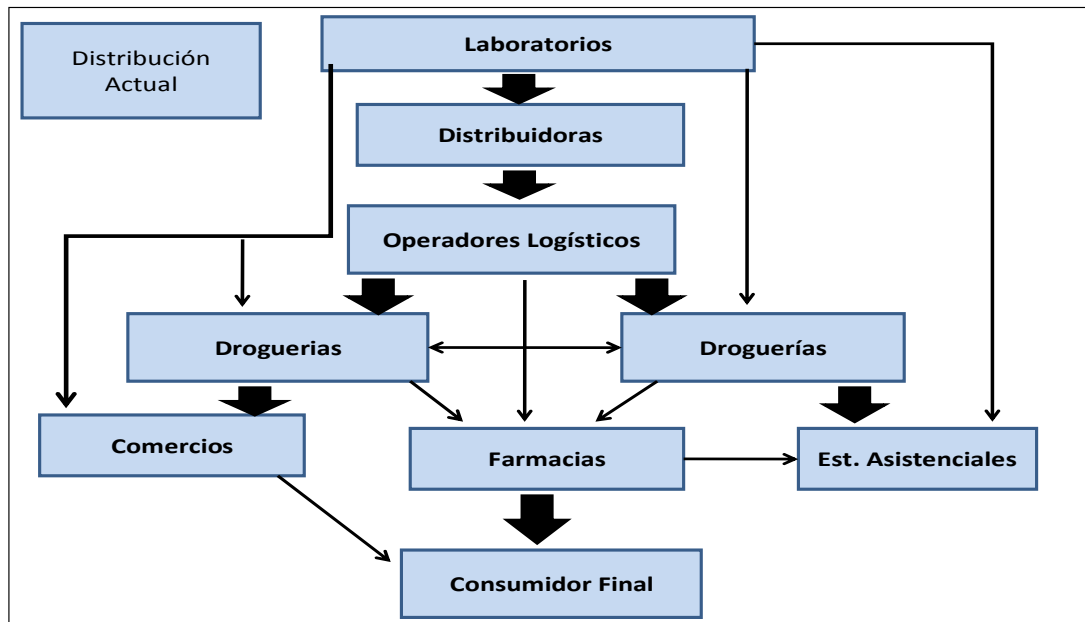 Distribución
Actual
Laboratorios
Distribuidoras
Operadores Logísticos
Droguerias
Droguerías
Comercios
Farmacias
Est. Asistenciales
Consumidor Final